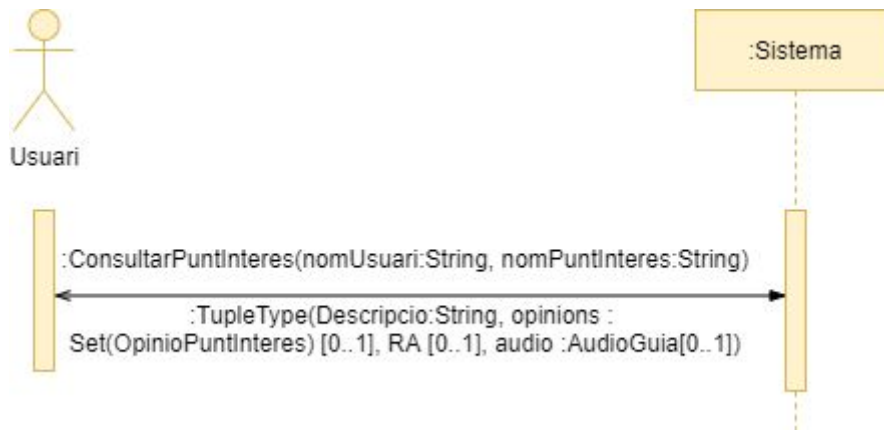 :Sistema
Usuari
:ConsultarPuntInteres(nomUsuari:String, nomPuntInteres:String)
:TupleType(Descripcio:String, opinions :
Set(OpinioPuntInteres) [0..1], RA [0..1], audio :AudioGuia[0..1])